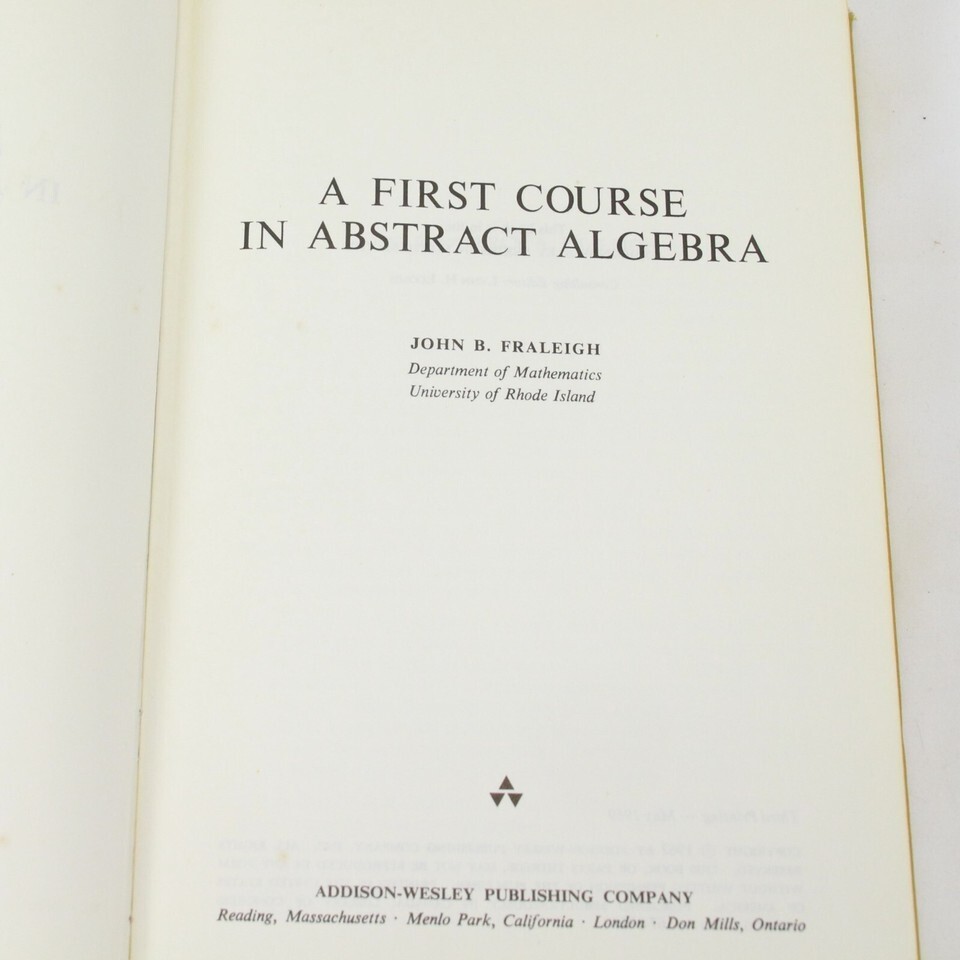 A FIRST COURSE
IN ABSTRACT ALGEBRA
JOHN B. FRALEIGH
Department of Mathematics
University of Rhode Island
ADDISON-WESLEY PUBLISHING COMPANY
Reading, Massachusetts · Menlo Park, California · London · Don Mills, Ontario